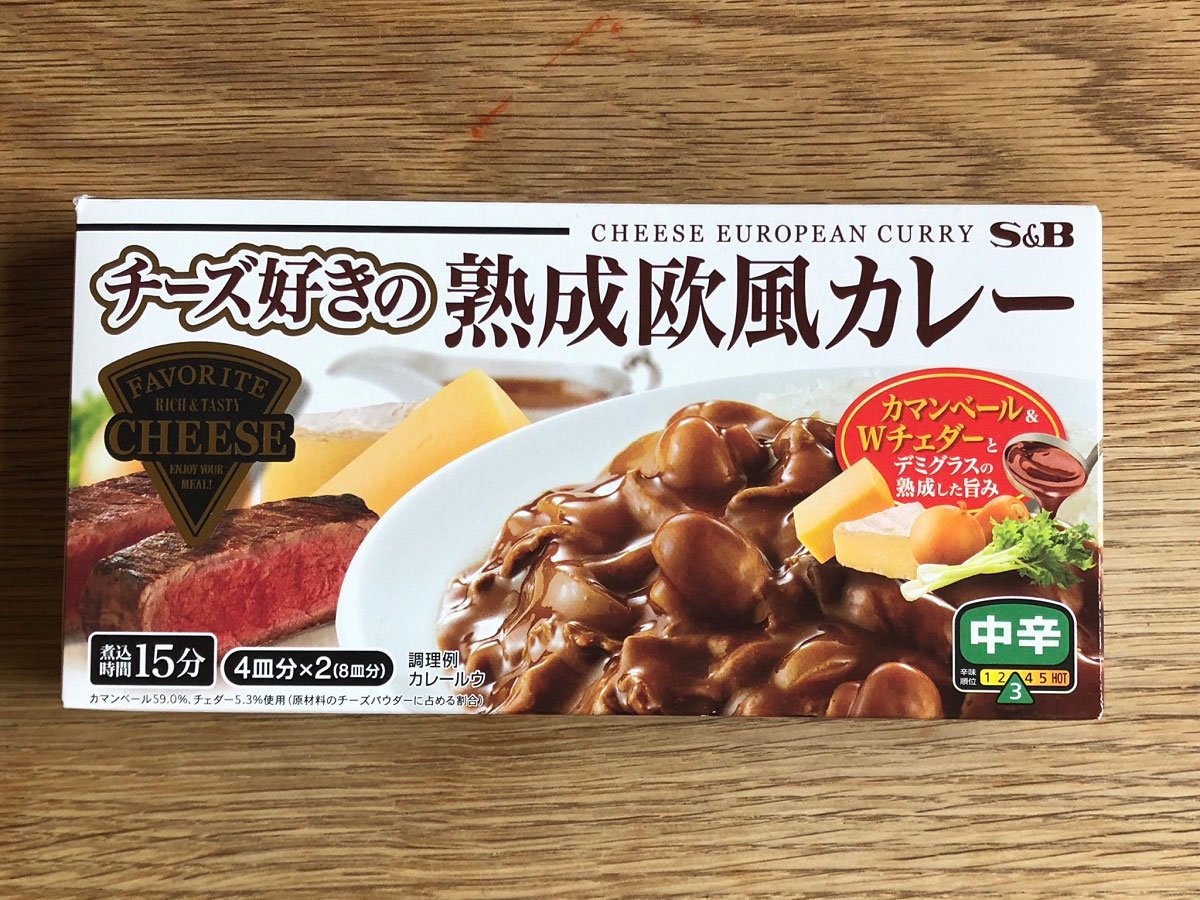 CHEESE EUROPEAN CURRY S&B
チーズ好きの熟成欧風カレー
FAVORITE
RICH & TASTY
CHEESE
ENJOY YOUR
MEAL!
カマンベール&
Wチェダーと
デミグラスの
熟成した旨み
煮込
時間 15分
4皿分×2(8皿分)
調理例
カレールウ
カマンベール59.0%、チェダー5.3%使用(原材料のチーズパウダーに占める割合)
中辛
辛味
順位 1 2 3 4 5 HOT